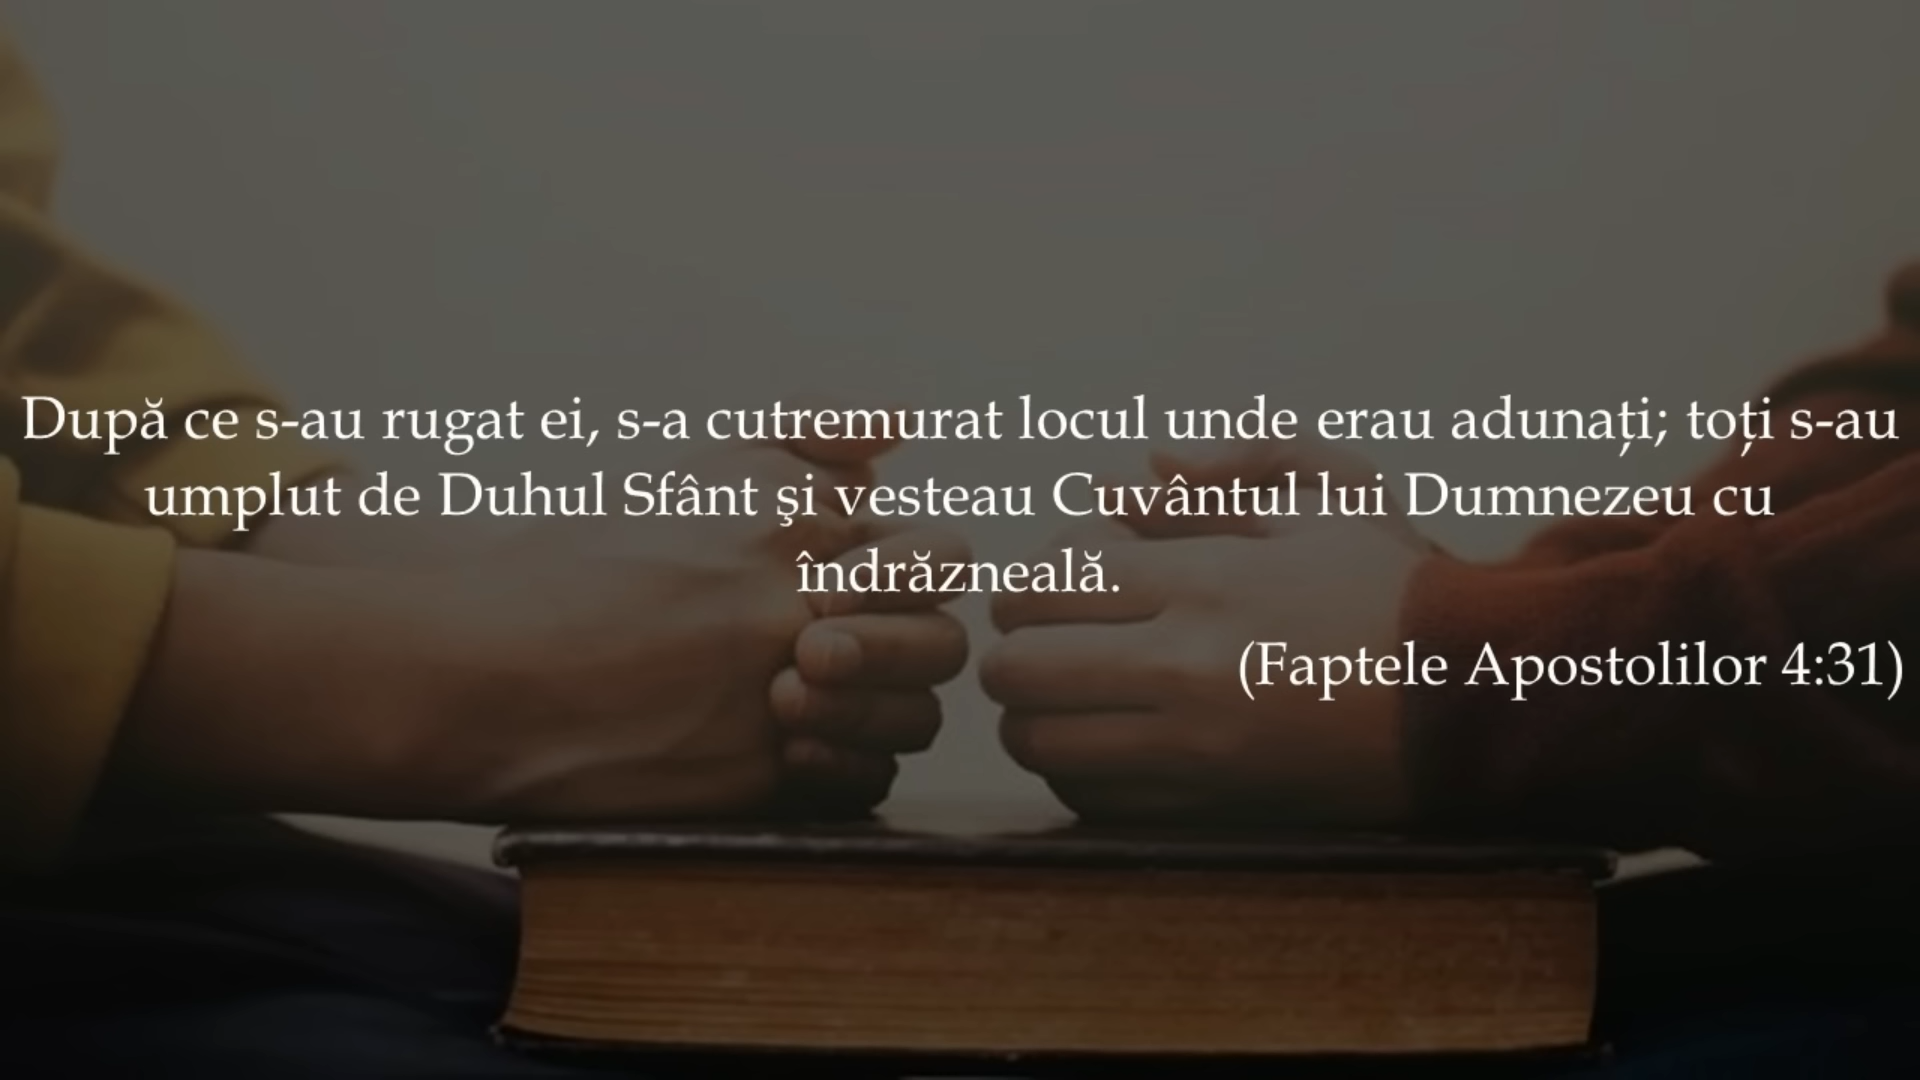 După ce s-au rugat ei, s-a cutremurat locul unde erau adunați; toți s-au
umplut de Duhul Sfânt şi vesteau Cuvântul lui Dumnezeu cu
îndrăzneală.
(Faptele Apostolilor 4:31)